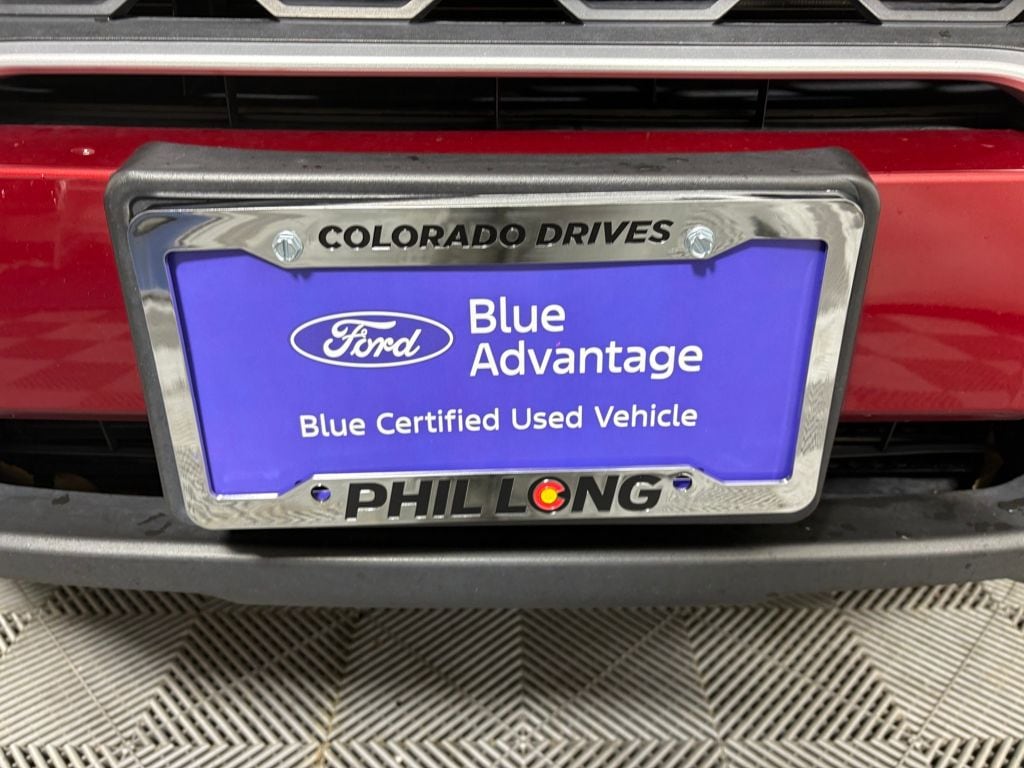 COLORADO DRIVES
Ford
Blue
Advantage
Blue Certified Used Vehicle
PHIL LONG